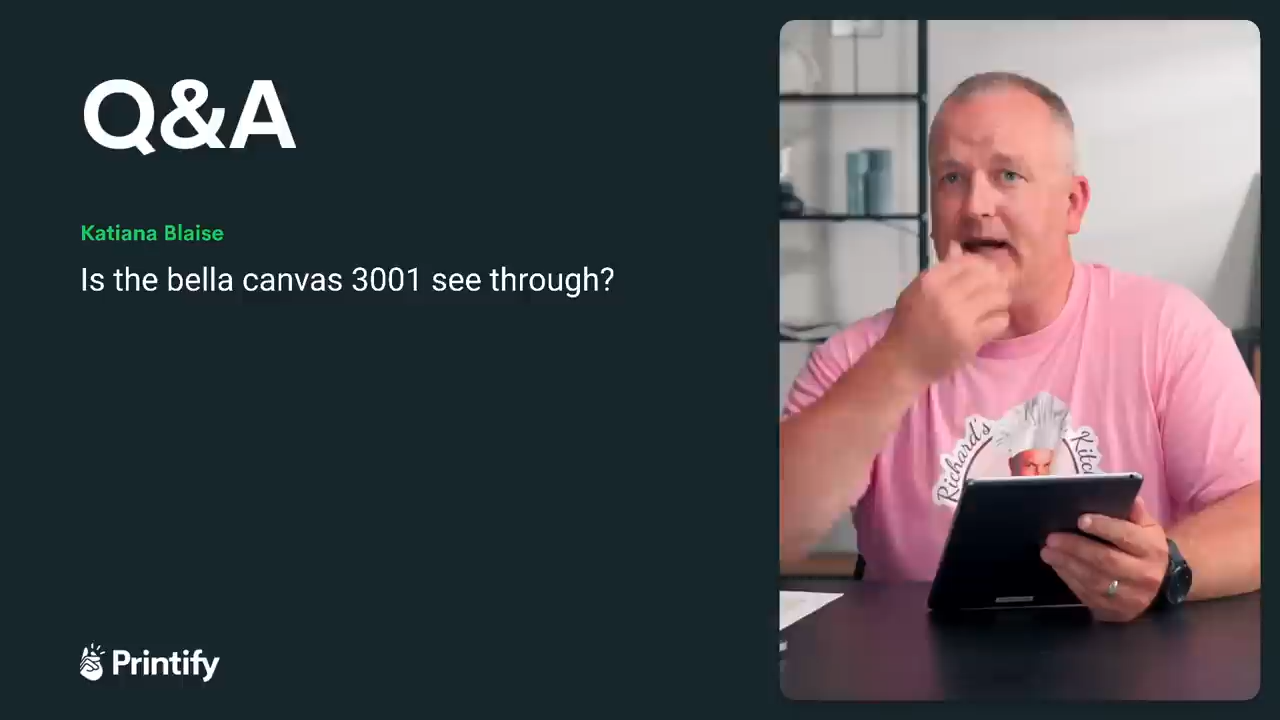 Q&A
Katiana Blaise
Is the bella canvas 3001 see through?
Richard's
Printify